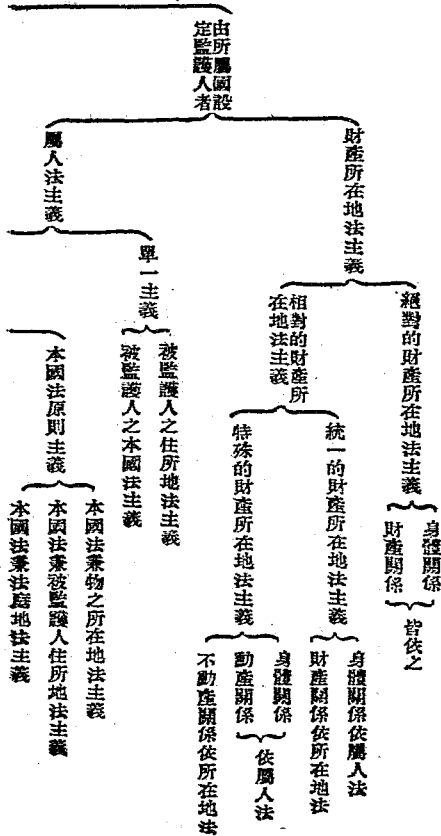 由所屬國設
定監護人者
財產所在地法主義
絕對的財產所在地法主義
身體關係
財產關係
皆依之
相對的財產所
在地法主義
統一的財產所在地法主義
身體關係依屬人法
財產關係依所在地法
特殊的財產所在地法主義
身體關係
動產關係
依屬人法
不動產關係依所在地法
屬人法主義
單一主義
被監護人之住所地法主義
被監護人之本國法主義
本國法原則主義
本國法兼物之所在地法主義
本國法兼被監護人住所地法主義
本國法兼法庭地法主義